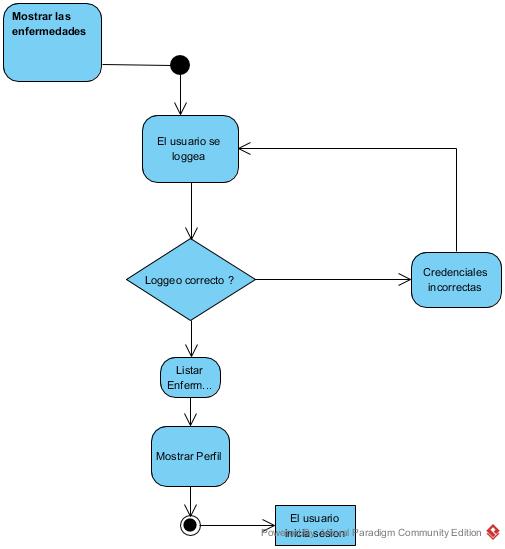 Mostrar las
enfermedades
El usuario se
loggea
Loggeo correcto ?
Credenciales
incorrectas
Listar
Enferm...
Mostrar Perfil
El usuario
inicia sesion
Powered By Visual Paradigm Community Edition